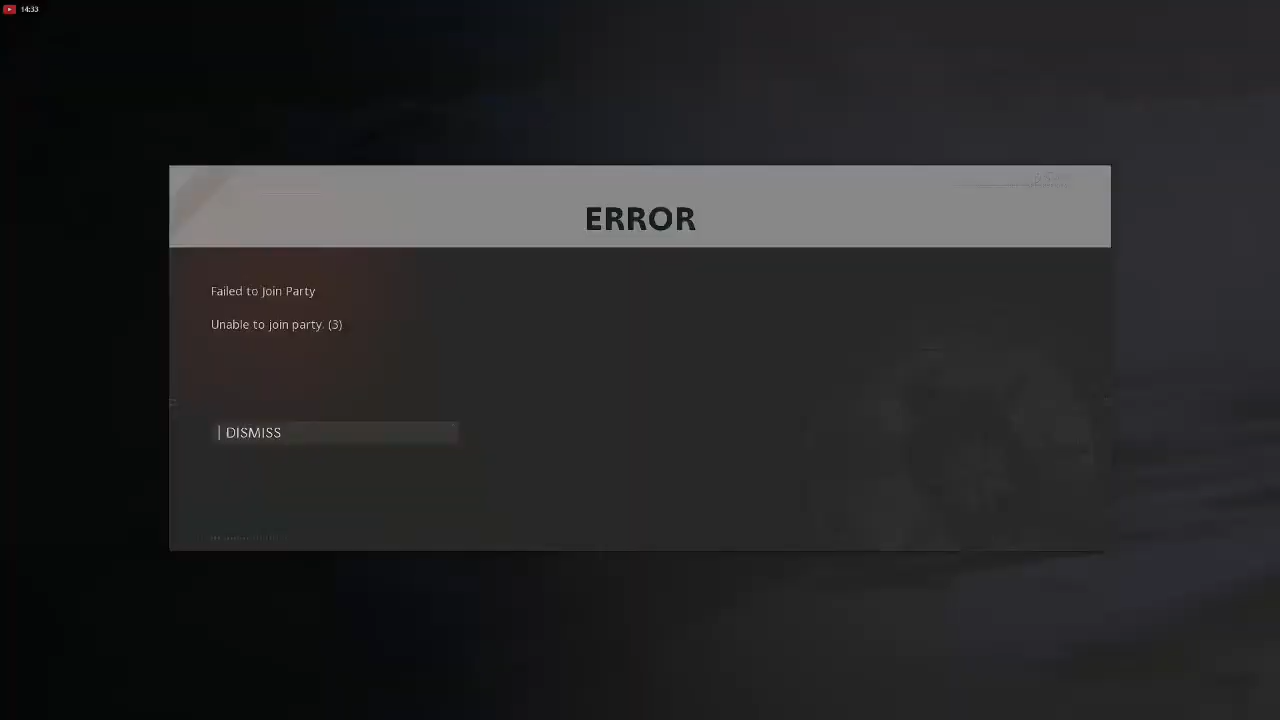 14:33
ERROR
Failed to Join Party
Unable to join party. (3)
| DISMISS